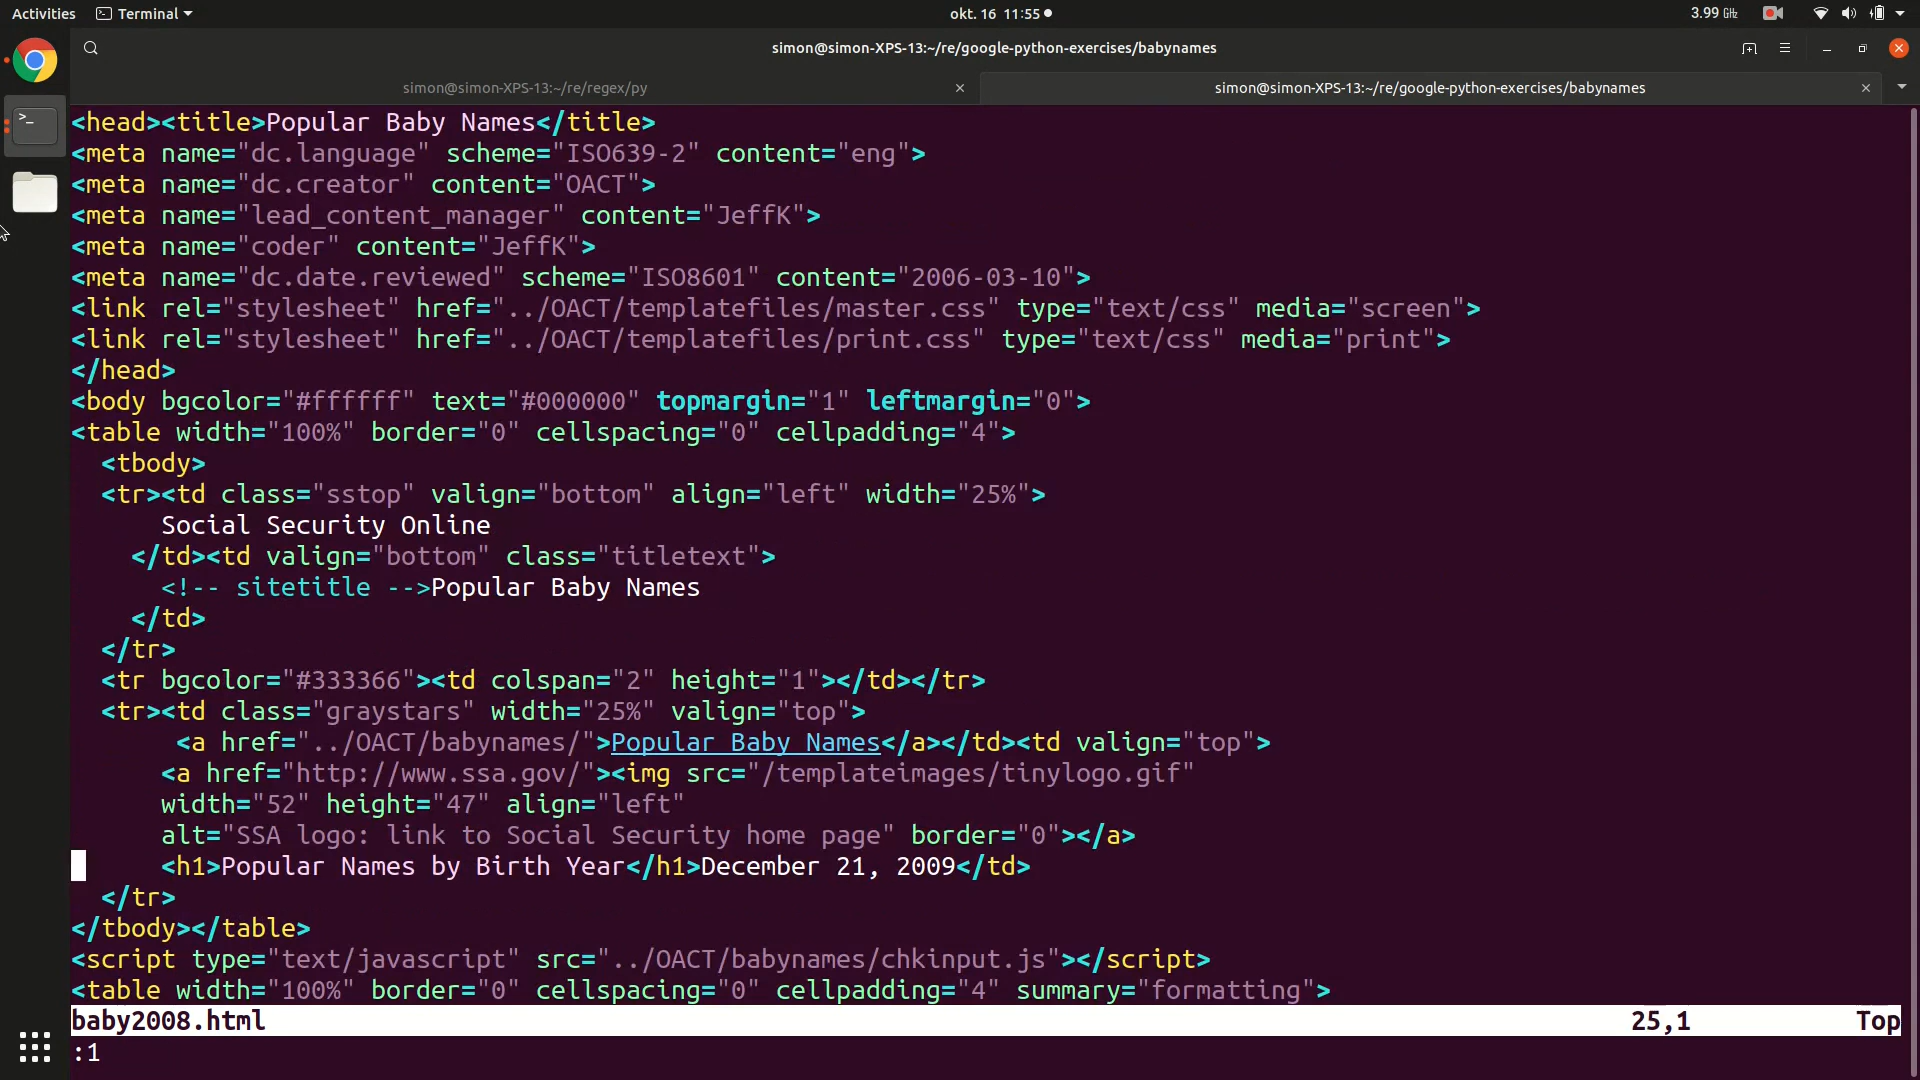 Activities Terminal okt. 16 11:55 3.99 GHz
simon@simon-XPS-13:~/re/google-python-exercises/babynames
simon@simon-XPS-13:~/re/regex/py simon@simon-XPS-13:~/re/google-python-exercises/babynames
<head><title>Popular Baby Names</title>
<meta name="dc.language" scheme="ISO639-2" content="eng">
<meta name="dc.creator" content="OACT">
<meta name="lead_content_manager" content="JeffK">
<meta name="coder" content="JeffK">
<meta name="dc.date.reviewed" scheme="ISO8601" content="2006-03-10">
<link rel="stylesheet" href="../OACT/templatefiles/master.css" type="text/css" media="screen">
<link rel="stylesheet" href="../OACT/templatefiles/print.css" type="text/css" media="print">
</head>
<body bgcolor="#ffffff" text="#000000" topmargin="1" leftmargin="0">
<table width="100%" border="0" cellspacing="0" cellpadding="4">
  <tbody>
  <tr><td class="sstop" valign="bottom" align="left" width="25%">
      Social Security Online
    </td><td valign="bottom" class="titletext">
      <!-- sitetitle -->Popular Baby Names
    </td>
  </tr>
  <tr bgcolor="#333366"><td colspan="2" height="1"></td></tr>
  <tr><td class="graystars" width="25%" valign="top">
       <a href="../OACT/babynames/">Popular Baby Names</a></td><td valign="top">
      <a href="http://www.ssa.gov/"><img src="/templateimages/tinylogo.gif"
      width="52" height="47" align="left"
      alt="SSA logo: link to Social Security home page" border="0"></a>
      <h1>Popular Names by Birth Year</h1>December 21, 2009</td>
  </tr>
</tbody></table>
<script type="text/javascript" src="../OACT/babynames/chkinput.js"></script>
<table width="100%" border="0" cellspacing="0" cellpadding="4" summary="formatting">
baby2008.html 25,1 Top
:1